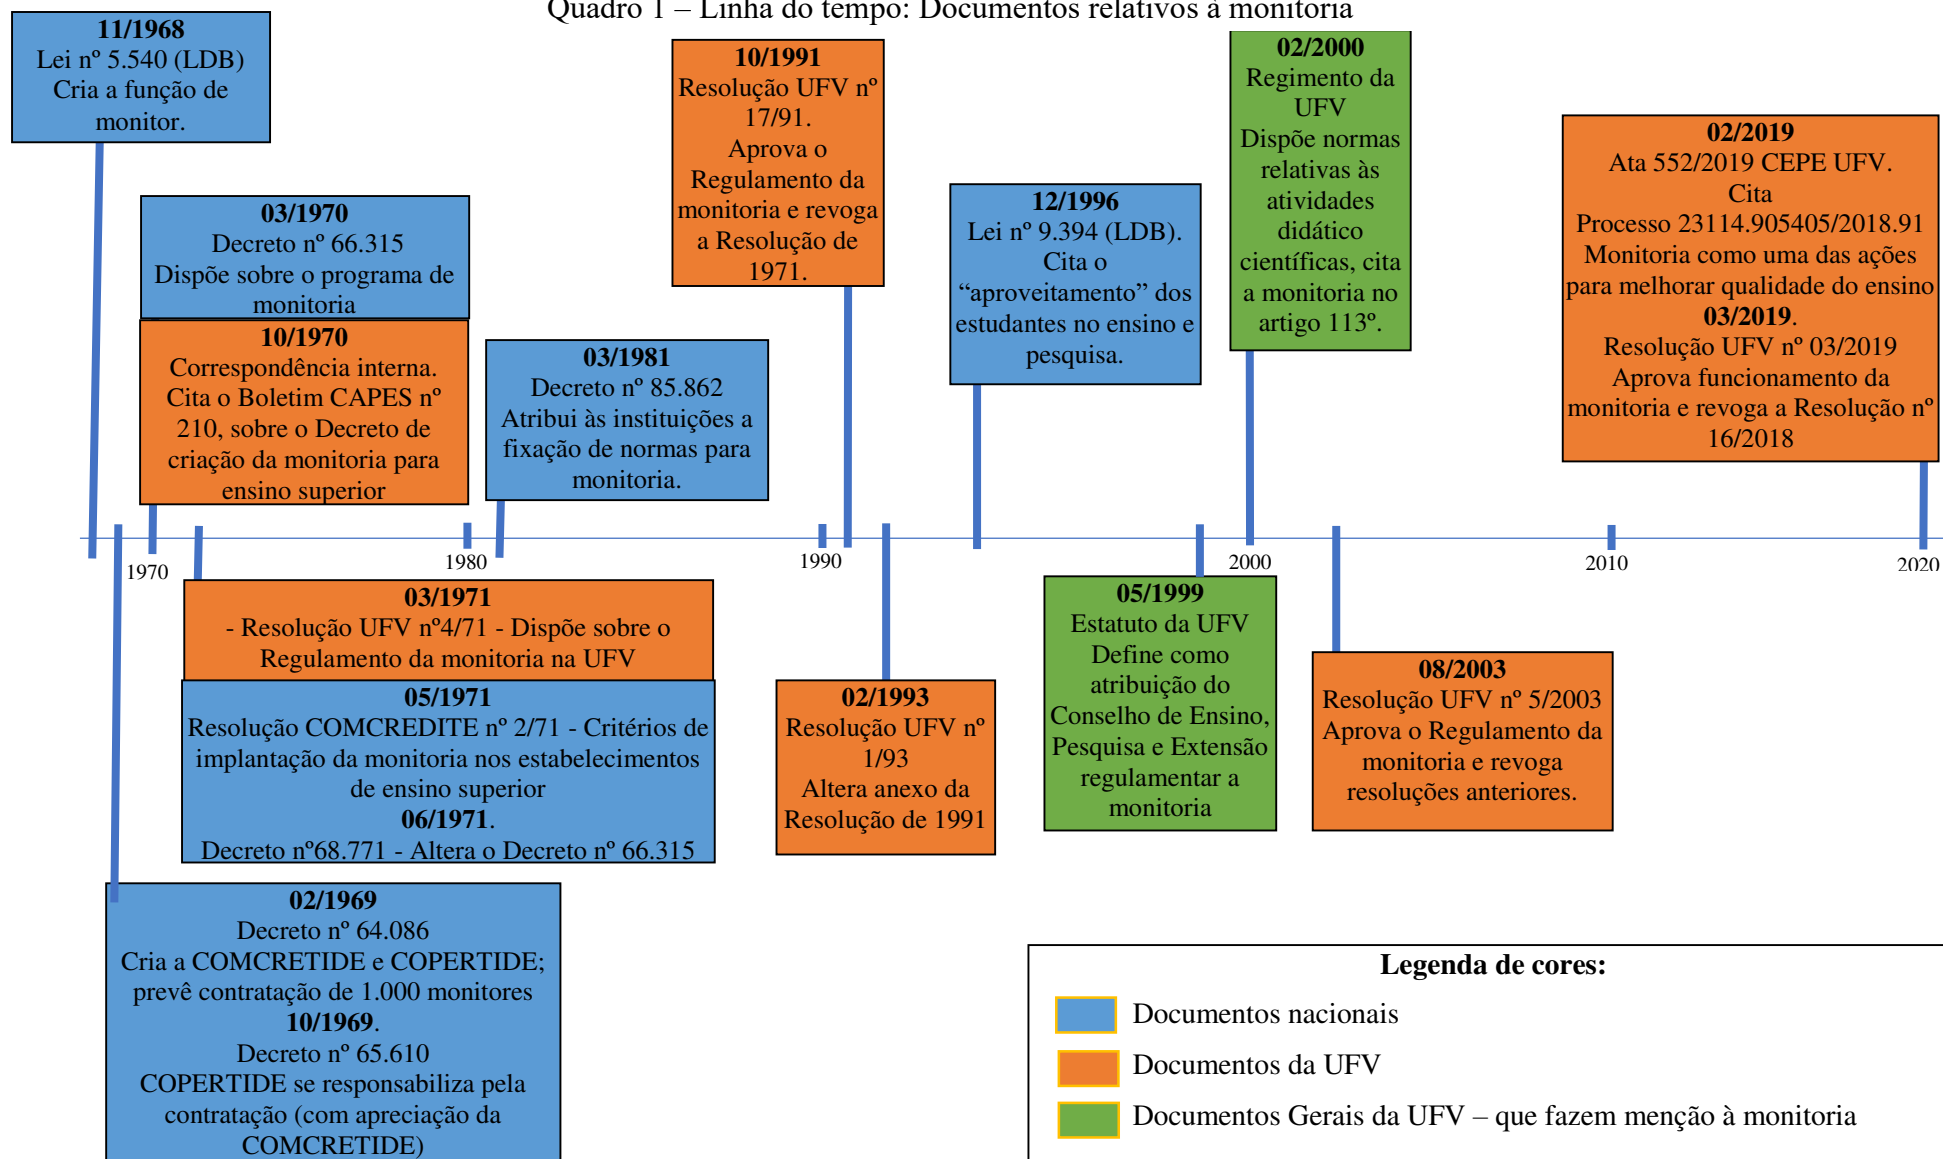 Quadro 1 – Linha do tempo: Documentos relativos à monitoria
11/1968
Lei nº 5.540 (LDB)
Cria a função de
monitor.
03/1970
Decreto nº 66.315
Dispõe sobre o programa de
monitoria
10/1970
Correspondência interna.
Cita o Boletim CAPES nº
210, sobre o Decreto de
criação da monitoria para
ensino superior
03/1981
Decreto nº 85.862
Atribui às instituições a
fixação de normas para
monitoria.
10/1991
Resolução UFV nº
17/91.
Aprova o
Regulamento da
monitoria e revoga
a Resolução de
1971.
12/1996
Lei nº 9.394 (LDB).
Cita o
“aproveitamento” dos
estudantes no ensino e
pesquisa.
02/2000
Regimento da
UFV
Dispõe normas
relativas às
atividades
didático
científicas, cita
a monitoria no
artigo 113º.
02/2019
Ata 552/2019 CEPE UFV.
Cita
Processo 23114.905405/2018.91
Monitoria como uma das ações
para melhorar qualidade do ensino
03/2019.
Resolução UFV nº 03/2019
Aprova funcionamento da
monitoria e revoga a Resolução nº
16/2018
1970
1980
1990
2000
2010
2020
03/1971
- Resolução UFV nº4/71 - Dispõe sobre o
Regulamento da monitoria na UFV
05/1971
Resolução COMCREDITE nº 2/71 - Critérios de
implantação da monitoria nos estabelecimentos
de ensino superior
06/1971.
Decreto nº68.771 - Altera o Decreto nº 66.315
02/1993
Resolução UFV nº
1/93
Altera anexo da
Resolução de 1991
05/1999
Estatuto da UFV
Define como
atribuição do
Conselho de Ensino,
Pesquisa e Extensão
regulamentar a
monitoria
08/2003
Resolução UFV nº 5/2003
Aprova o Regulamento da
monitoria e revoga
resoluções anteriores.
02/1969
Decreto nº 64.086
Cria a COMCRETIDE e COPERTIDE;
prevê contratação de 1.000 monitores
10/1969.
Decreto nº 65.610
COPERTIDE se responsabiliza pela
contratação (com apreciação da
COMCRETIDE)
Legenda de cores:
Documentos nacionais
Documentos da UFV
Documentos Gerais da UFV – que fazem menção à monitoria